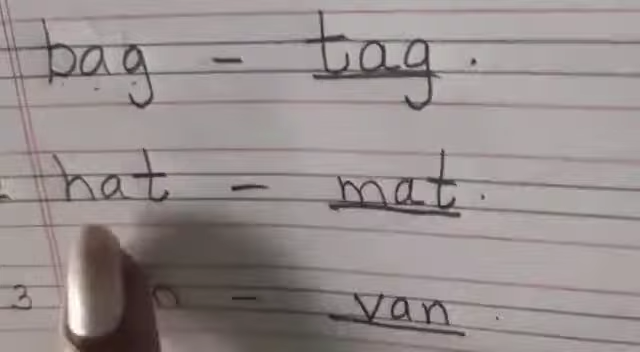 bag - tag.
hat - mat.
3 n - van.